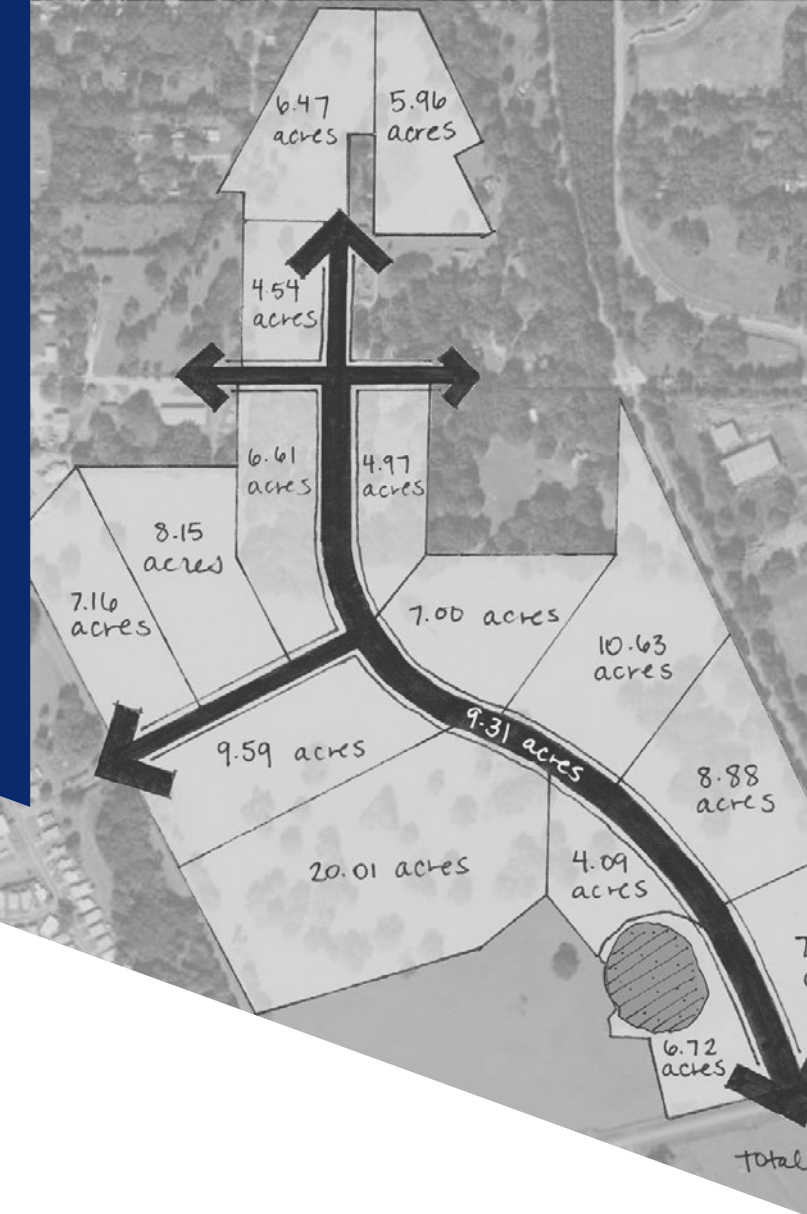 6.47
acres
5.96
acres
4.54
acres
6.61
acres
4.97
acres
8.15
acres
7.16
acres
7.00 acres
10.63
acres
9.31 acres
9.59 acres
8.88
acres
20.01 acres
4.09
acres
6.72
acres
Total